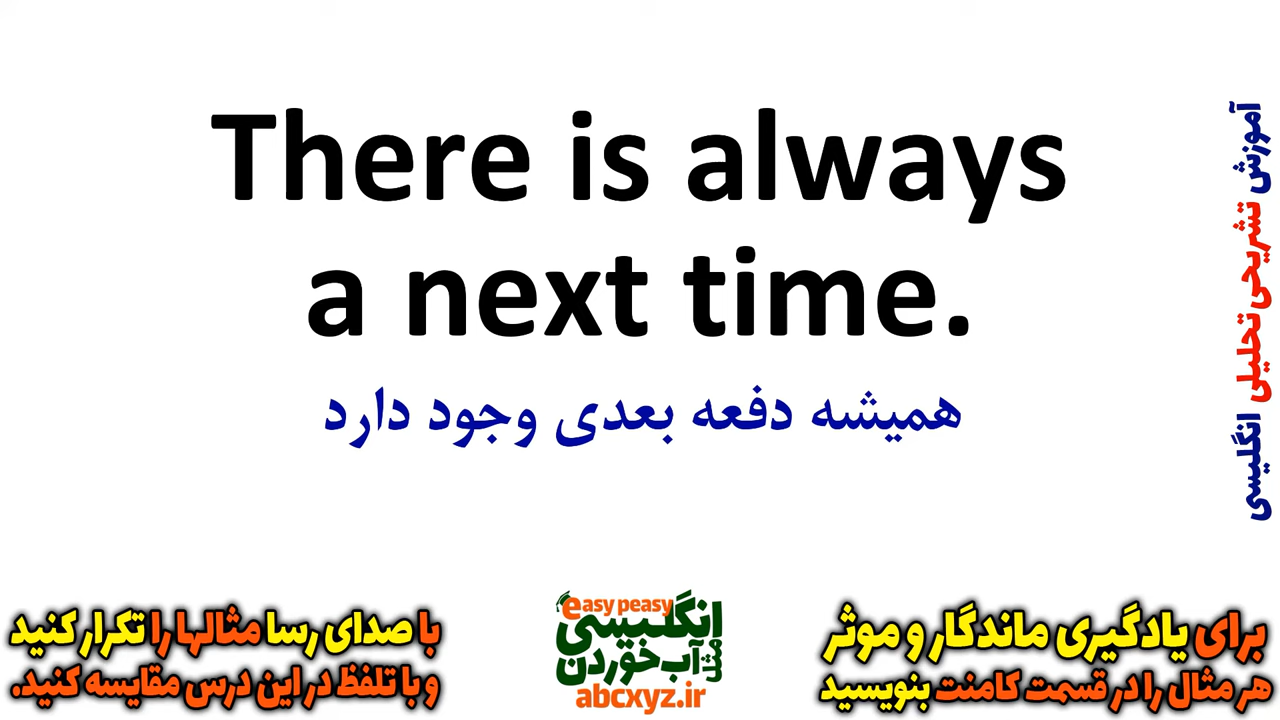 There is always
a next time.
همیشه دفعه بعدی وجود دارد
آموزش تشریحی تحلیلی انگلیسی
برای یادگیری ماندگار و موثر
هر مثال را در قسمت کامنت بنویسید
easy peasy
انگلیسی
مثل آب خوردن
abcxyz.ir
با صدای رسا مثالها را تکرار کنید
و با تلفظ در این درس مقایسه کنید.